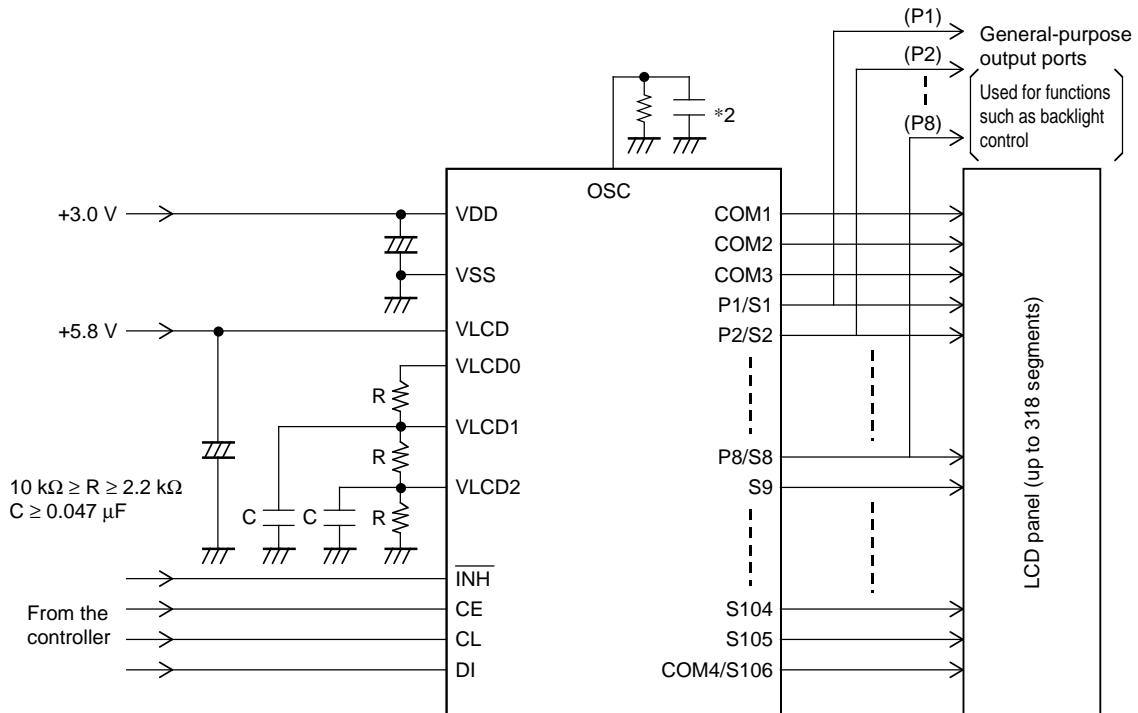 (P1)
General-purpose
output ports
(P2)
Used for functions
such as backlight
control
(P8)
*2
OSC
+3.0 V
VDD
VSS
+5.8 V
VLCD
VLCD0
R
VLCD1
R
VLCD2
C
C
R
10 kΩ ≥ R ≥ 2.2 kΩ
C ≥ 0.047 μF
INH
From the
controller
CE
CL
DI
COM1
COM2
COM3
P1/S1
P2/S2
P8/S8
S9
S104
S105
COM4/S106
LCD panel (up to 318 segments)